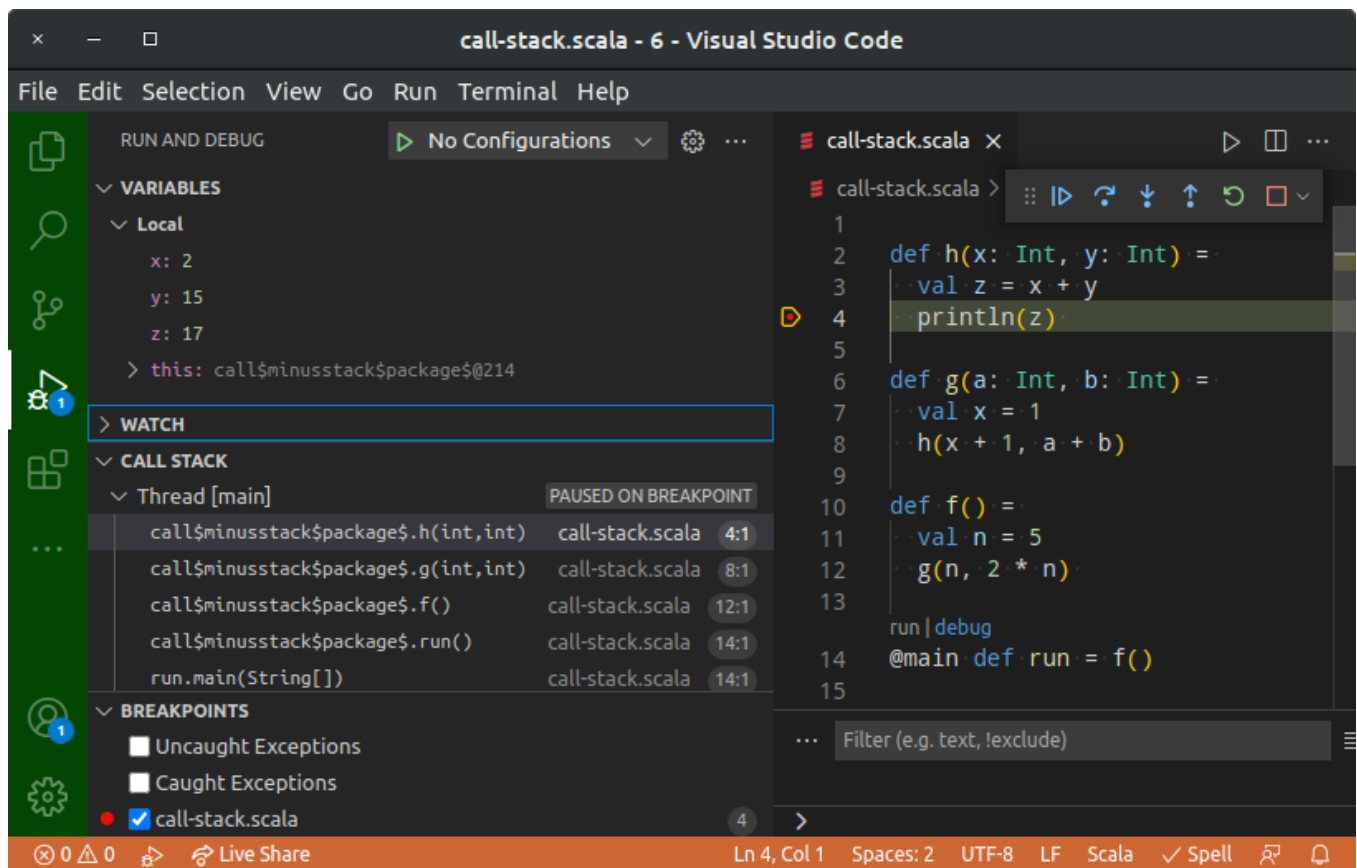 call-stack.scala - 6 - Visual Studio Code
File Edit Selection View Go Run Terminal Help
RUN AND DEBUG
No Configurations
VARIABLES
Local
x: 2
y: 15
z: 17
this: call$minusstack$package$@214
WATCH
CALL STACK
Thread [main] PAUSED ON BREAKPOINT
call$minusstack$package$.h(int,int) call-stack.scala 4:1
call$minusstack$package$.g(int,int) call-stack.scala 8:1
call$minusstack$package$.f() call-stack.scala 12:1
call$minusstack$package$.run() call-stack.scala 14:1
run.main(String[]) call-stack.scala 14:1
BREAKPOINTS
Uncaught Exceptions
Caught Exceptions
call-stack.scala 4
1
1
call-stack.scala
call-stack.scala >
1
2 def h(x: Int, y: Int) =
3 val z = x + y
4 println(z)
5
6 def g(a: Int, b: Int) =
7 val x = 1
8 h(x + 1, a + b)
9
10 def f() =
11 val n = 5
12 g(n, 2 * n)
13
run | debug
14 @main def run = f()
15
Filter (e.g. text, !exclude)
0 0 Live Share Ln 4, Col 1 Spaces: 2 UTF-8 LF Scala Spell